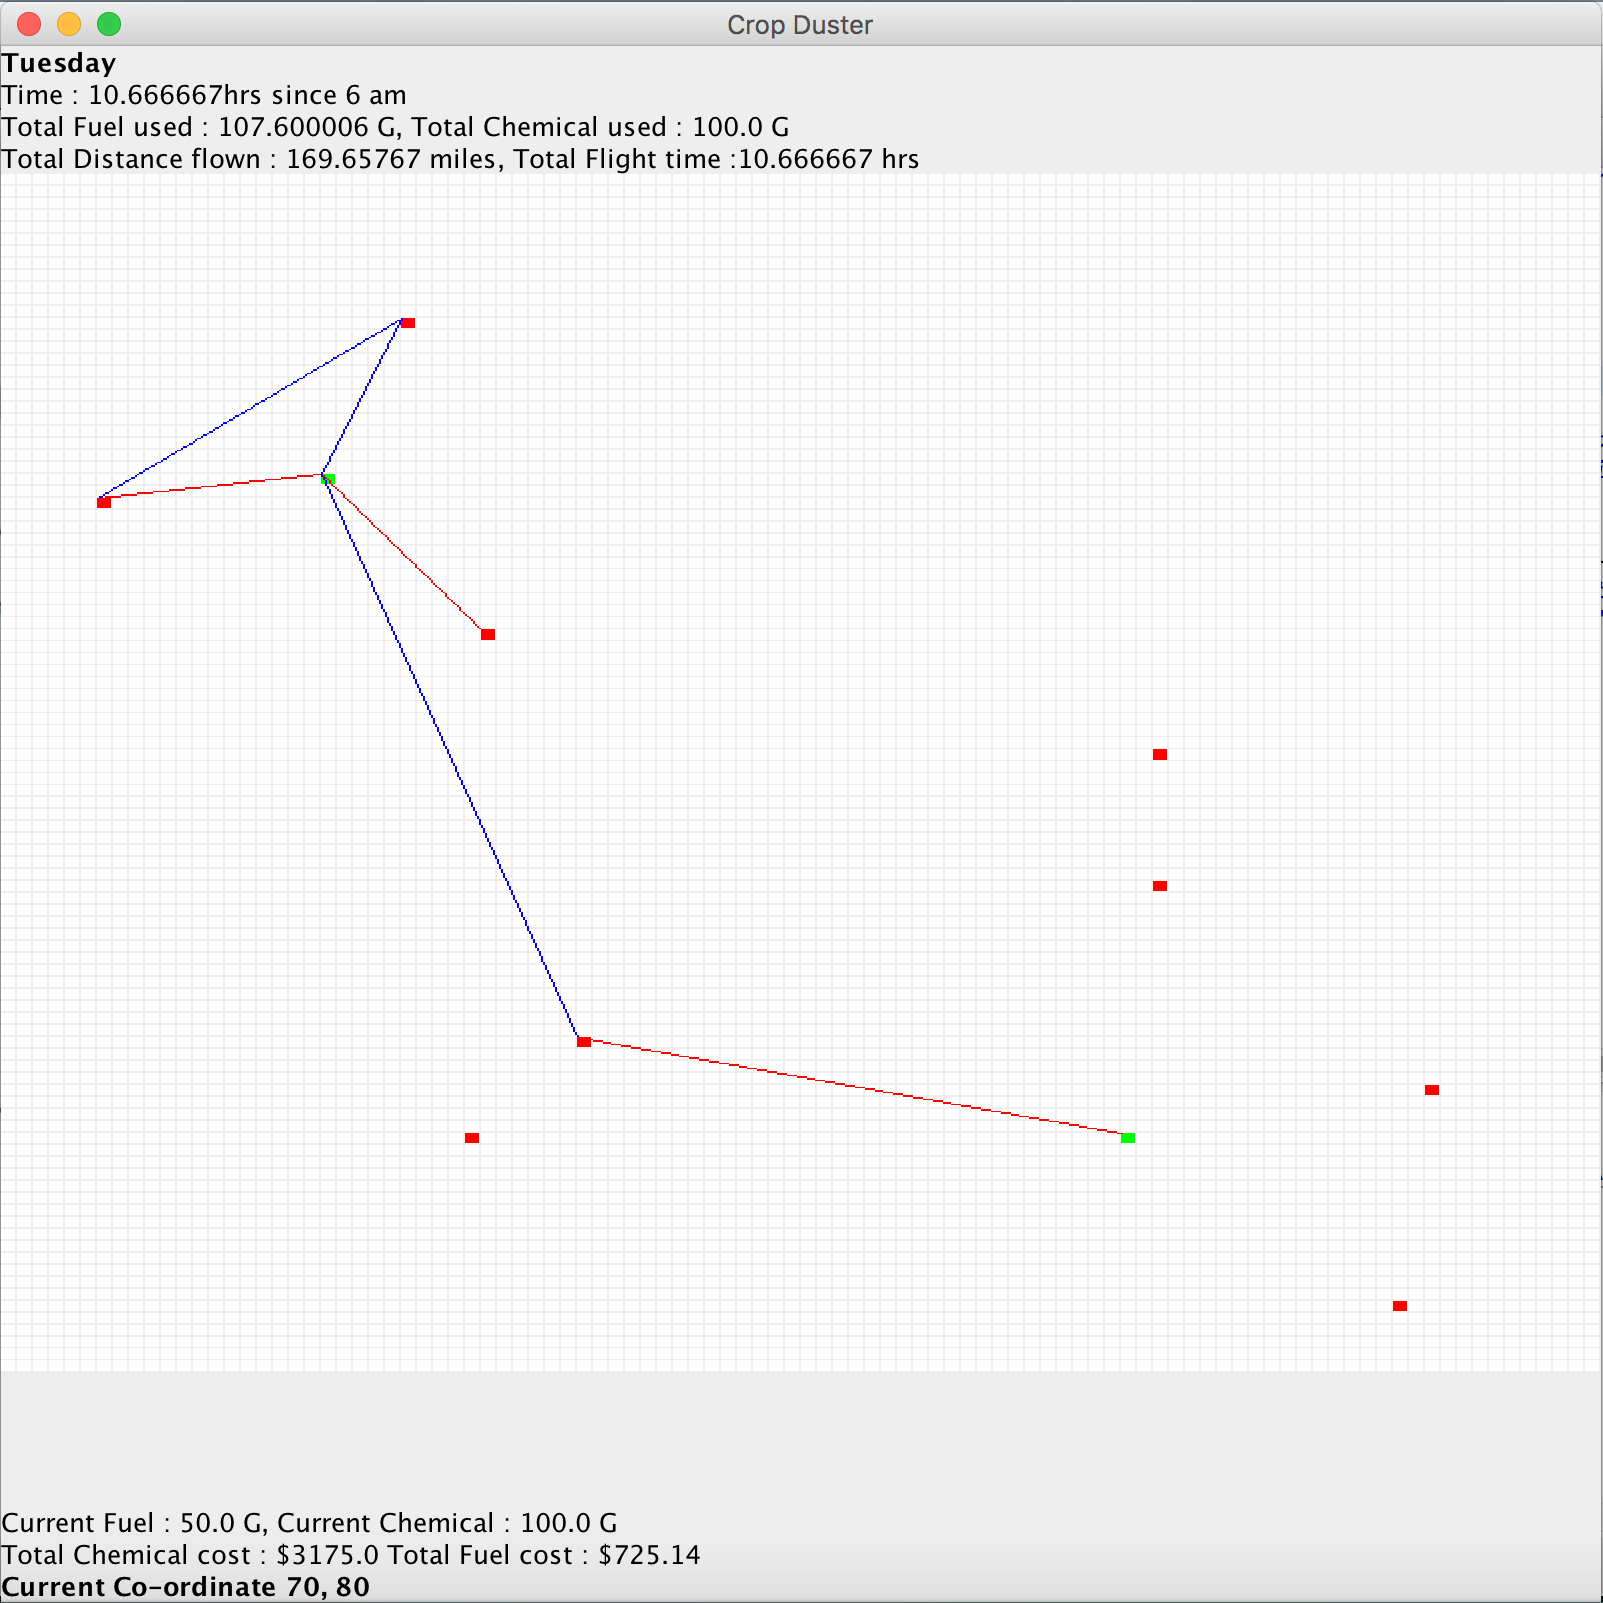 Crop Duster
Tuesday
Time : 10.666667hrs since 6 am
Total Fuel used : 107.600006 G, Total Chemical used : 100.0 G
Total Distance flown : 169.65767 miles, Total Flight time :10.666667 hrs
Current Fuel : 50.0 G, Current Chemical : 100.0 G
Total Chemical cost : $3175.0 Total Fuel cost : $725.14
Current Co-ordinate 70, 80